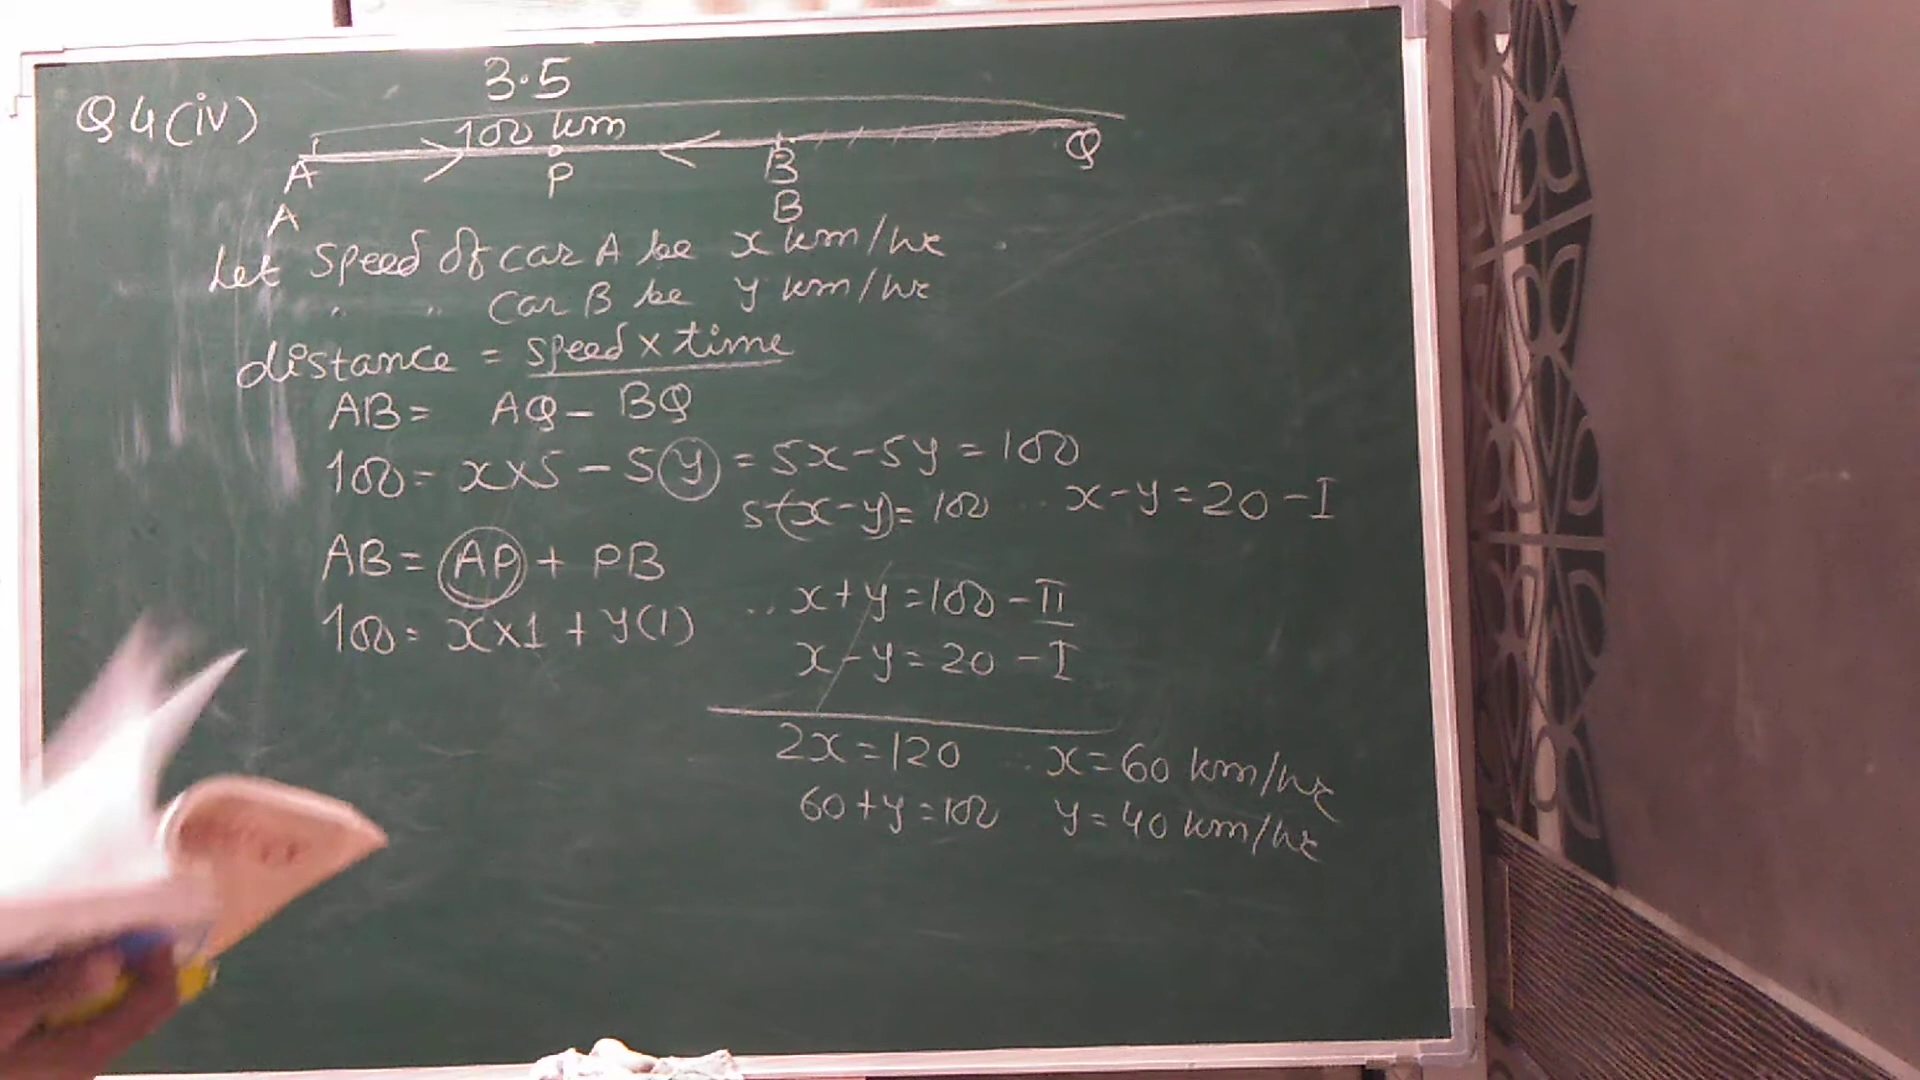 3.5
Q4(iv)
100 km
A P B Q
A B
Let speed of car A be x km/hr
" " car B be y km/hr
distance = speed x time
AB= AQ- BQ
100= x×5 - 5y = 5x-5y=100
5(x-y)= 100 .. x-y=20 -I
AB= AP + PB
100= x×1 + y(1)
.. x+y=100-II
x-y=20 -I
2x=120 .. x=60 km/hr
60+y=100 y=40 km/hr